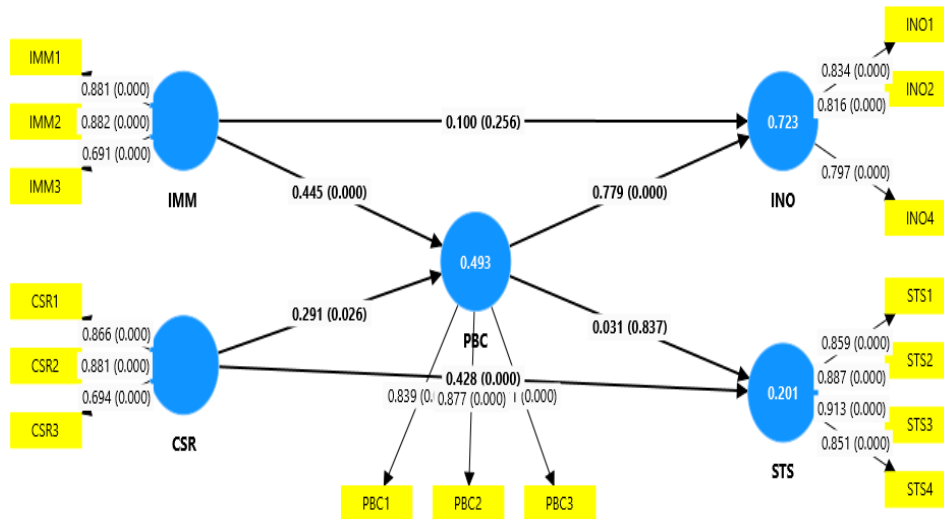 INO1
IMM1
0.834 (0.000)
0.881 (0.000)
INO2
0.816 (0.000)
IMM2
0.882 (0.000)
0.100 (0.256)
0.723
0.691 (0.000)
0.797 (0.000)
IMM3
IMM
0.445 (0.000)
0.779 (0.000)
INO
INO4
0.493
CSR1
STS1
0.291 (0.026)
0.031 (0.837)
0.866 (0.000)
PBC
0.859 (0.000)
CSR2
0.881 (0.000)
STS2
0.887 (0.000)
0.428 (0.000)
0.694 (0.000)
0.839 (0.
0.877 (0.000)
(0.000)
0.201
0.913 (0.000)
CSR3
STS3
CSR
0.851 (0.000)
STS
STS4
PBC1
PBC2
PBC3